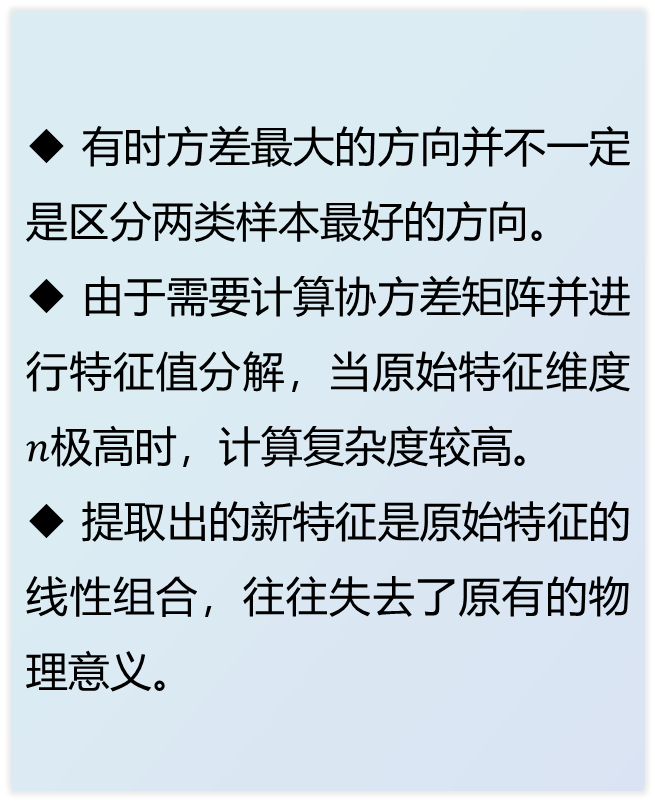 ◆ 有时方差最大的方向并不一定
是区分两类样本最好的方向。
◆ 由于需要计算协方差矩阵并进
行特征值分解，当原始特征维度
n极高时，计算复杂度较高。
◆ 提取出的新特征是原始特征的
线性组合，往往失去了原有的物
理意义。